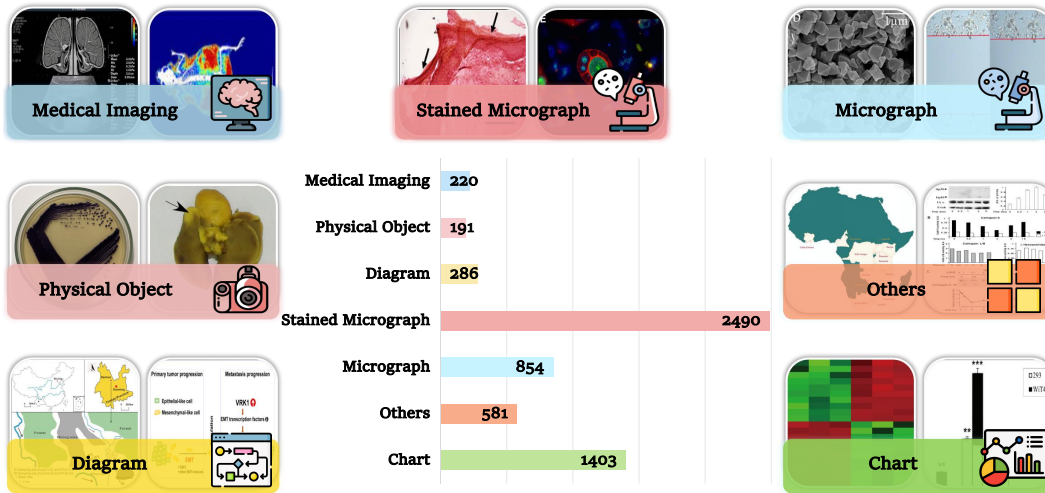 1μm
Medical Imaging
Stained Micrograph
Micrograph
Medical Imaging 220
Physical Object 191
Diagram 286
Stained Micrograph 2490
Micrograph 854
Others 581
Chart 1403
Physical Object
Others
Primary tumor progression
Metastasis progression
VRK1
Epithelial-like cell
Mesenchymal-like cell
EMT transcription factors
EMT
Diagram
***
293
**
Chart